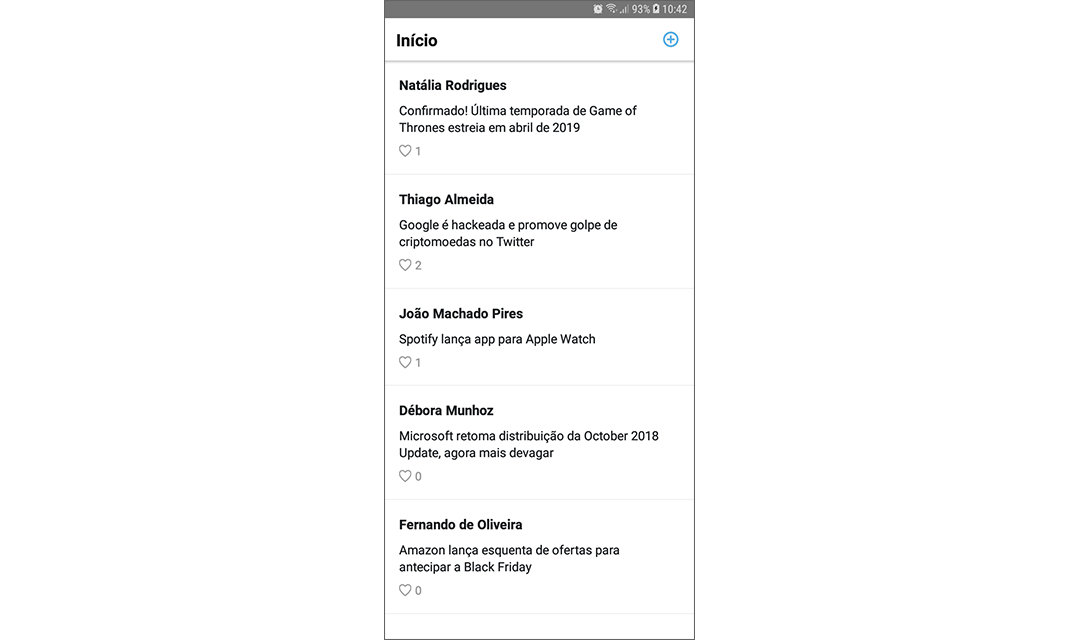 93% 10:42
Início
Natália Rodrigues
Confirmado! Última temporada de Game of
Thrones estreia em abril de 2019
1
Thiago Almeida
Google é hackeada e promove golpe de
criptomoedas no Twitter
2
João Machado Pires
Spotify lança app para Apple Watch
1
Débora Munhoz
Microsoft retoma distribuição da October 2018
Update, agora mais devagar
0
Fernando de Oliveira
Amazon lança esquenta de ofertas para
antecipar a Black Friday
0